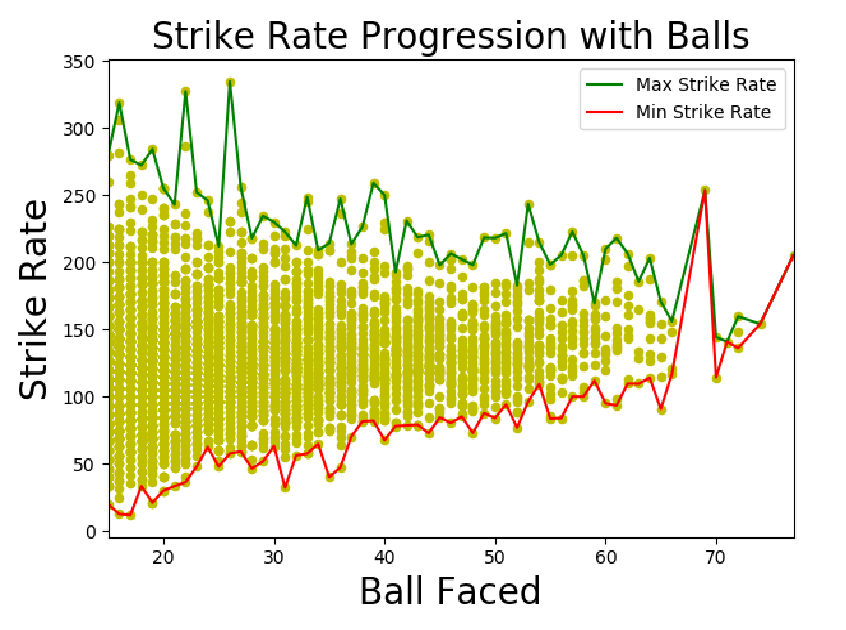 Strike Rate Progression with Balls
Max Strike Rate
Min Strike Rate
Strike Rate
350
300
250
200
150
100
50
0
20 30 40 50 60 70
Ball Faced